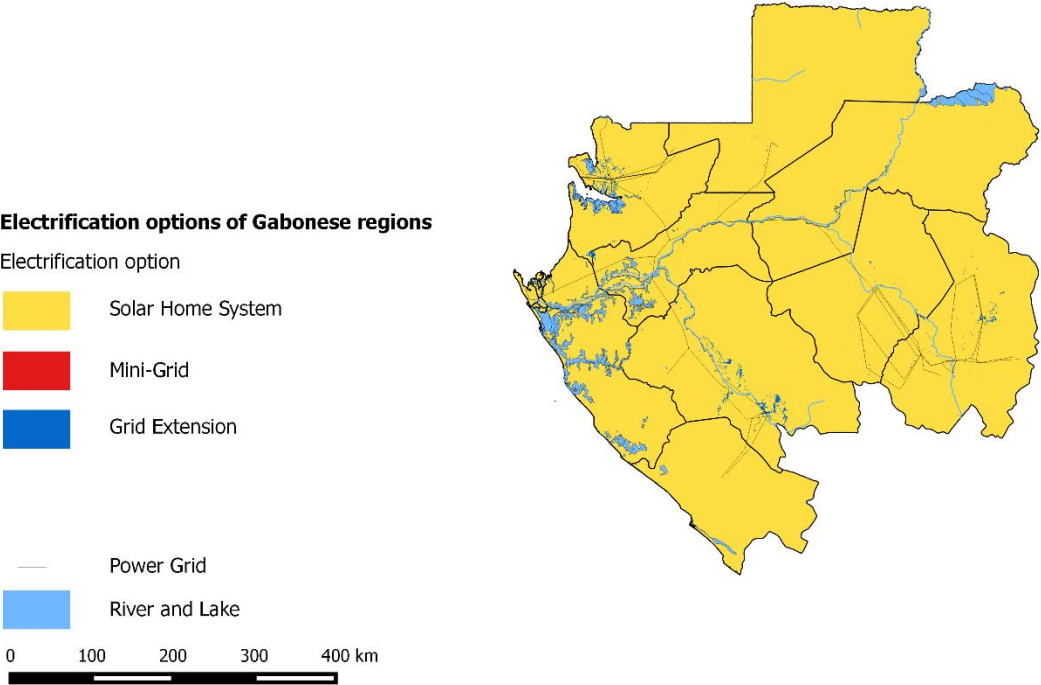 Electrification options of Gabonese regions
Electrification option
Solar Home System
Mini-Grid
Grid Extension
Power Grid
River and Lake
0 100 200 300 400 km